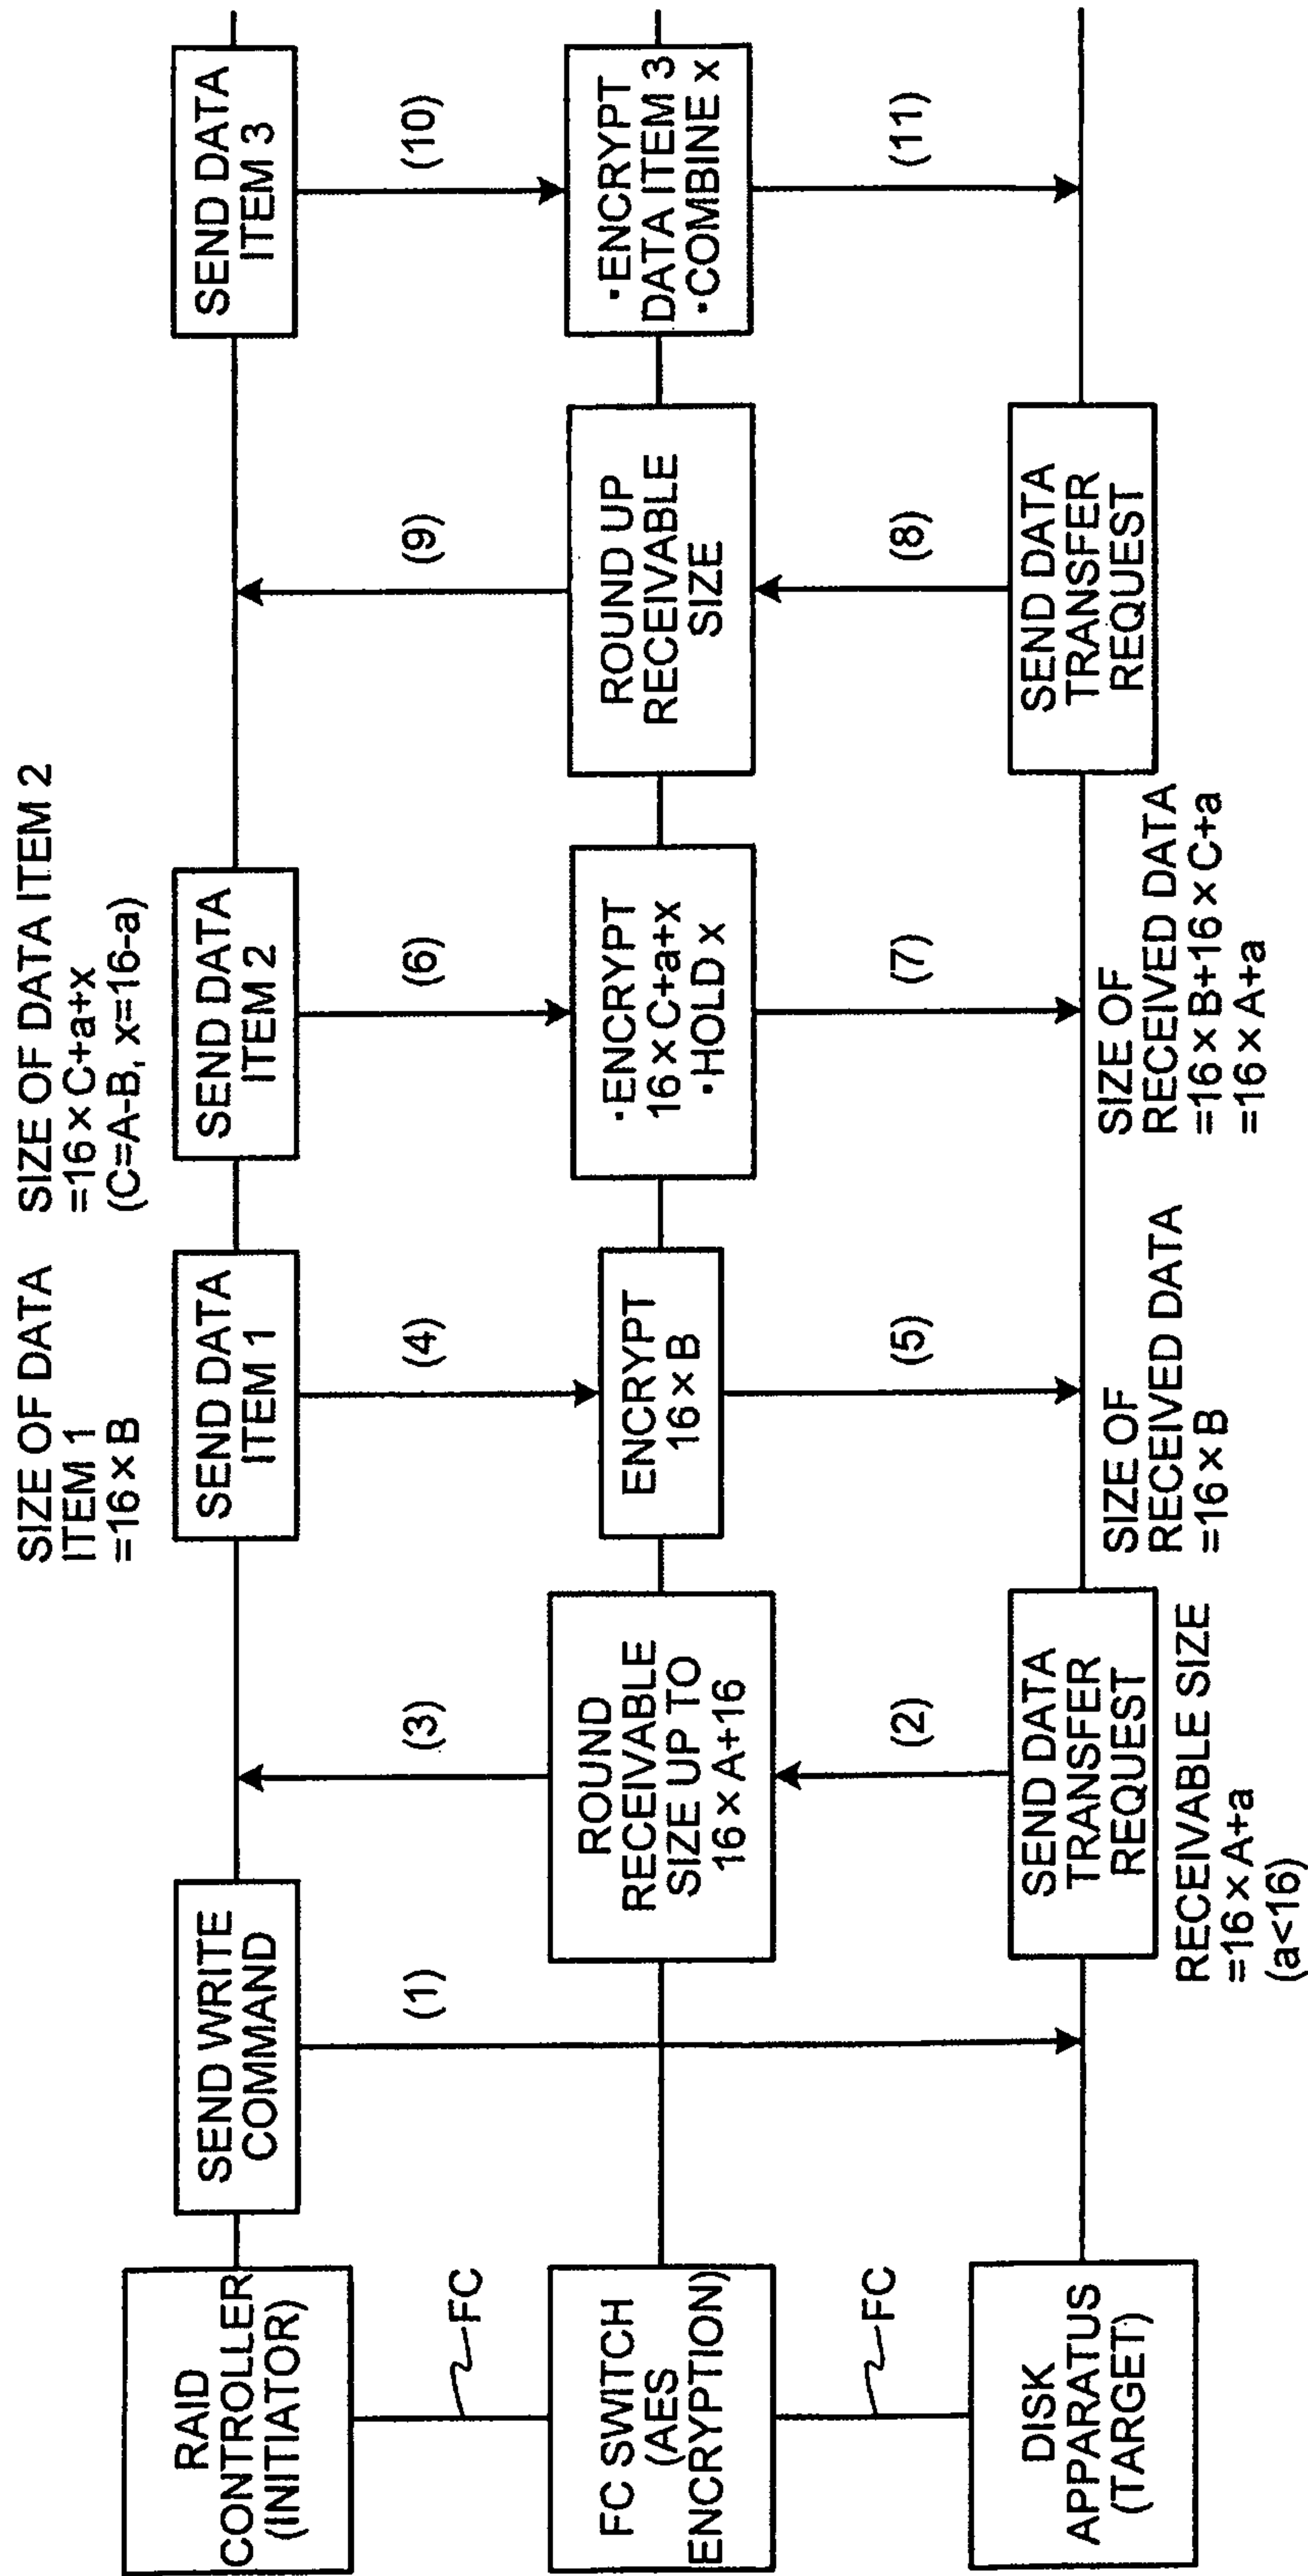 RAID
CONTROLLER
(INITIATOR)
FC
FC SWITCH
(AES
ENCRYPTION)
FC
DISK
APPARATUS
(TARGET)
SEND WRITE
COMMAND
(1)
SEND DATA
TRANSFER
REQUEST
RECEIVABLE SIZE
=16×A+a
(a<16)
(2)
ROUND
RECEIVABLE
SIZE UP TO
16×A+16
(3)
SIZE OF DATA
ITEM 1
=16×B
SEND DATA
ITEM 1
(4)
ENCRYPT
16×B
(5)
SIZE OF
RECEIVED DATA
=16×B
SIZE OF DATA ITEM 2
=16×C+a+x
(C=A-B, x=16-a)
SEND DATA
ITEM 2
(6)
·ENCRYPT
16×C+a+x
·HOLD x
(7)
SIZE OF
RECEIVED DATA
=16×B+16×C+a
=16×A+a
SEND DATA
TRANSFER
REQUEST
(8)
ROUND UP
RECEIVABLE
SIZE
(9)
SEND DATA
ITEM 3
(10)
·ENCRYPT
DATA ITEM 3
·COMBINE x
(11)